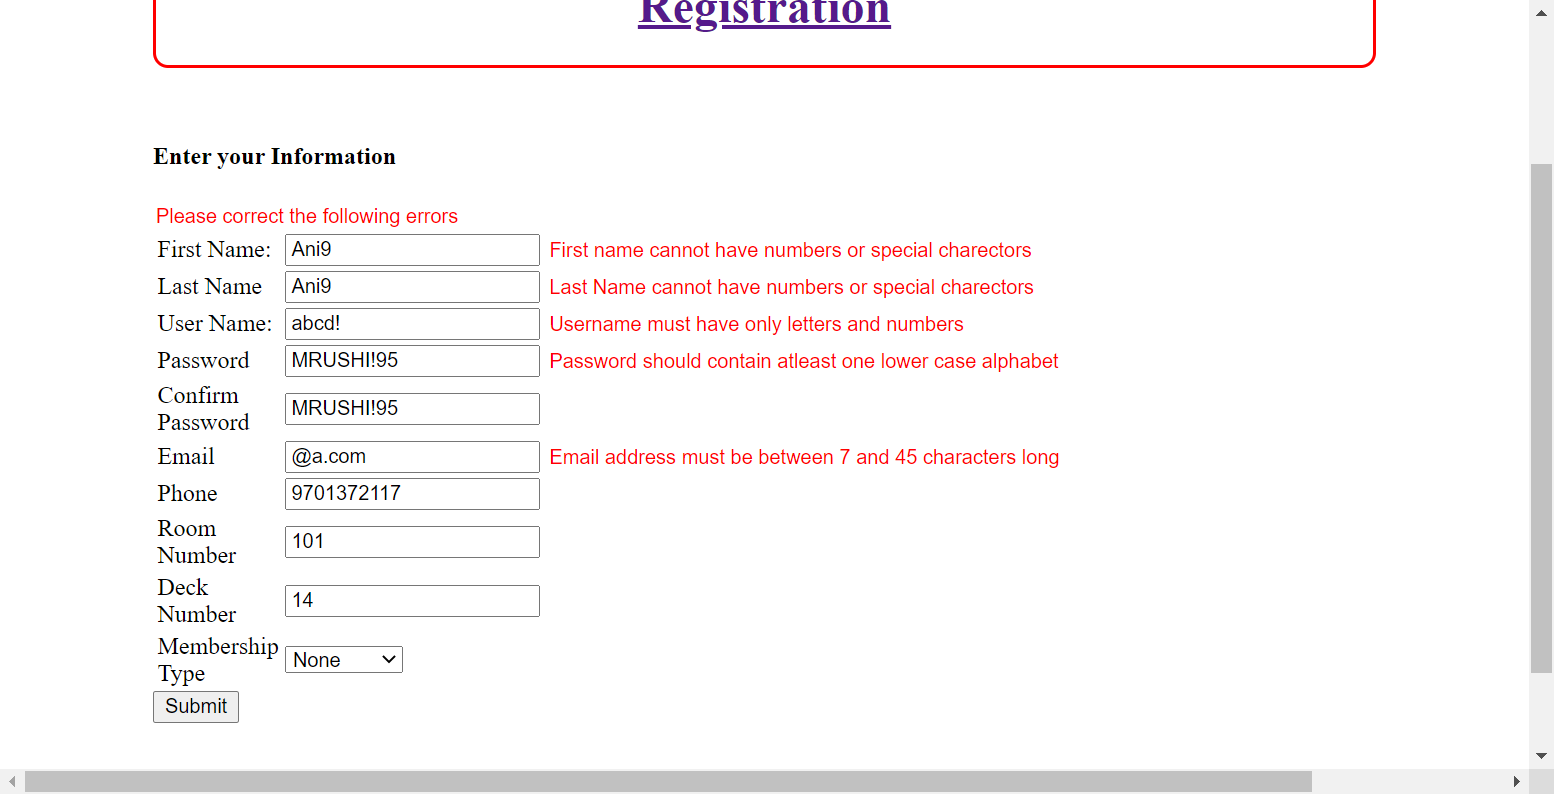 Registration
Enter your Information
Please correct the following errors
First Name: Ani9 First name cannot have numbers or special charectors
Last Name Ani9 Last Name cannot have numbers or special charectors
User Name: abcd! Username must have only letters and numbers
Password MRUSHI!95 Password should contain atleast one lower case alphabet
Confirm
Password MRUSHI!95
Email @a.com Email address must be between 7 and 45 characters long
Phone 9701372117
Room
Number 101
Deck
Number 14
Membership
Type None
Submit